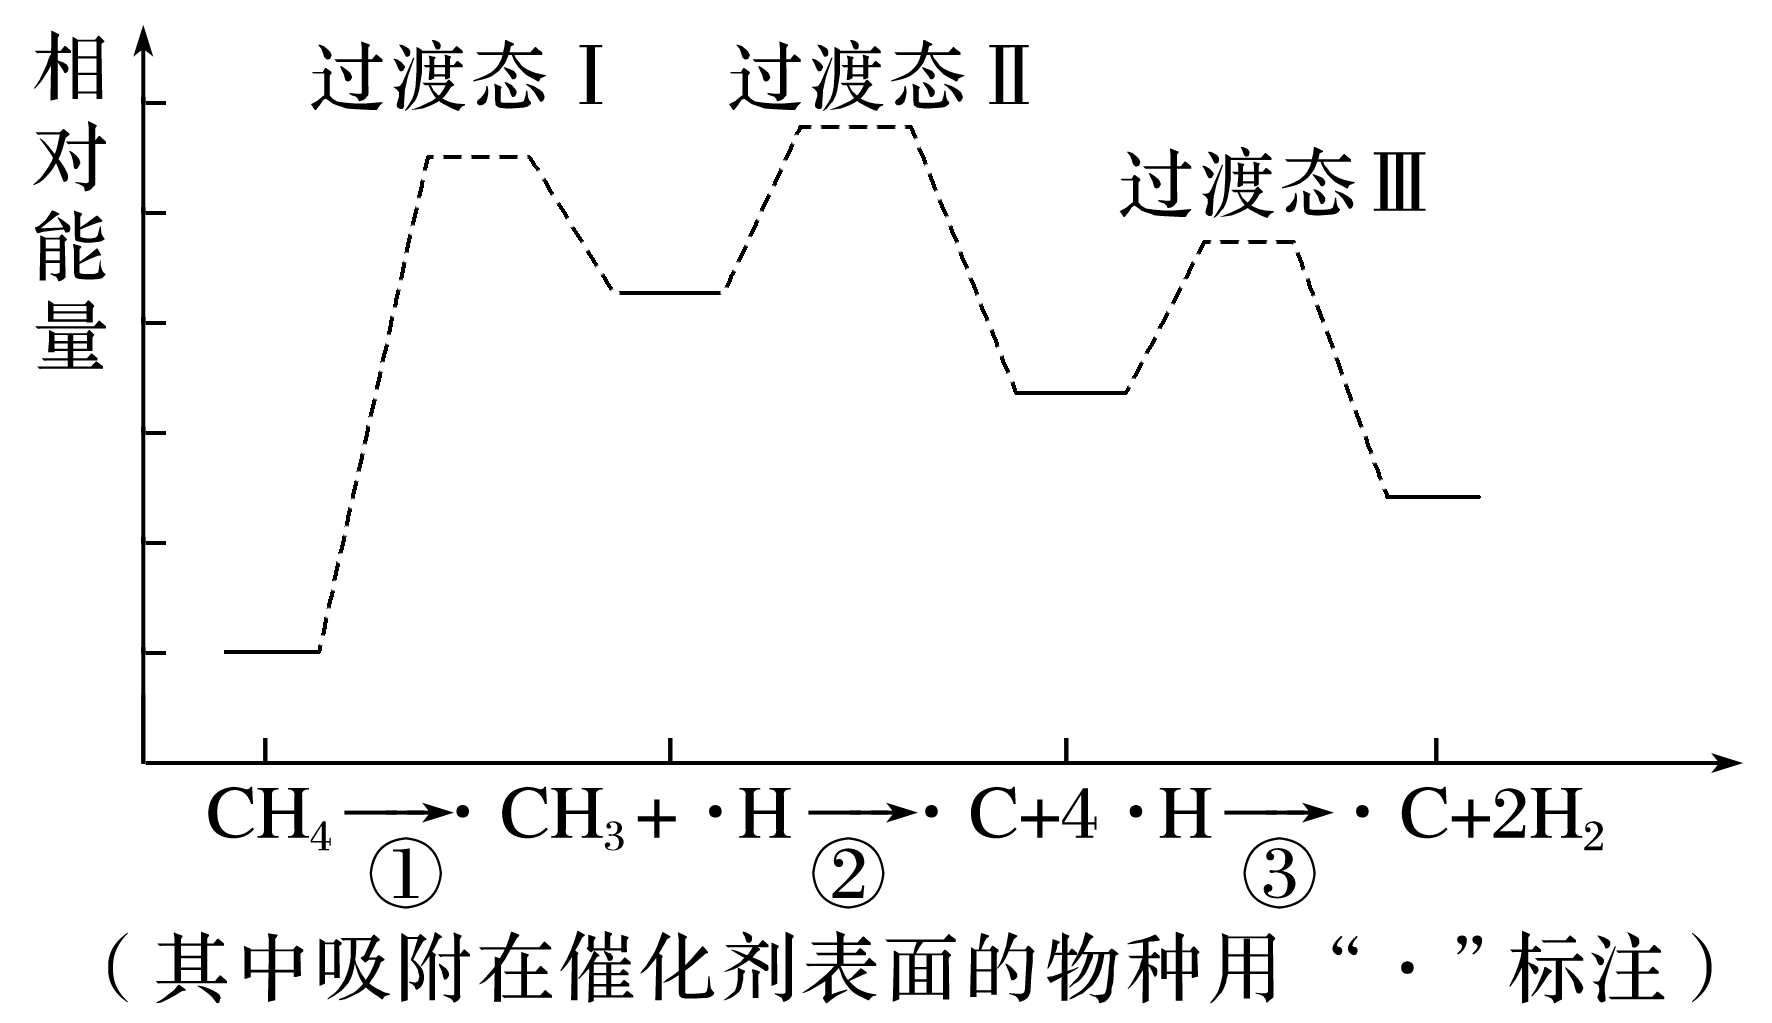 相对能量
过渡态Ⅰ
过渡态Ⅱ
过渡态Ⅲ
CH₄⟶· CH₃+ ·H⟶· C+4 ·H⟶· C+2H₂
① ② ③
(其中吸附在催化剂表面的物种用“·”标注)